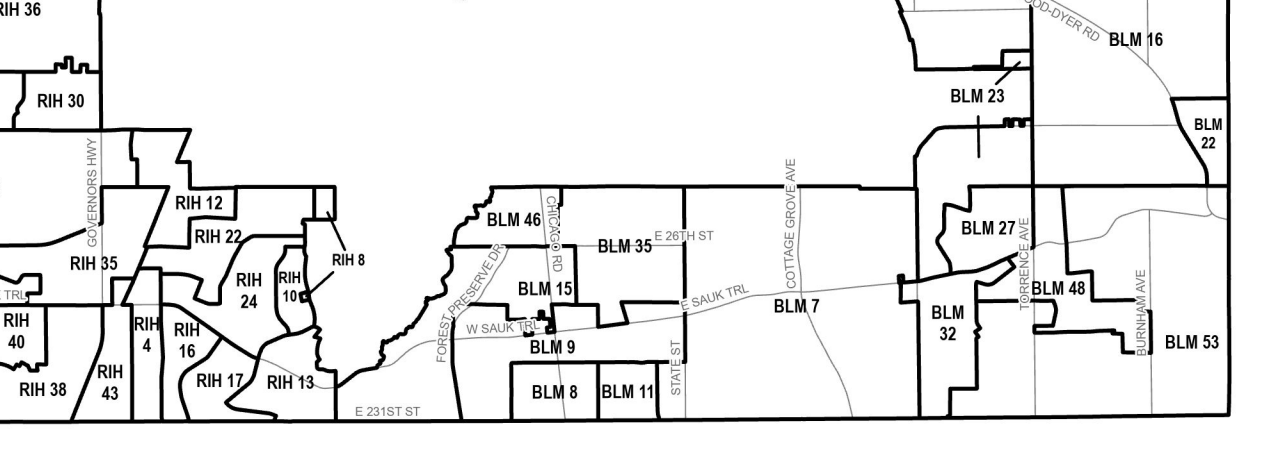 RIH 36
OOD-DYER RD
BLM 16
RIH 30
BLM 23
BLM
22
GOVERNORS HWY
RIH 12
RIH 22
RIH 35
RIH 8
RIH
24
RIH
10
TRL
RIH
40
RIH
4
RIH
16
RIH 38
RIH
43
RIH 17
RIH 13
E 231ST ST
BLM 46
CHICAGO RD
BLM 35
E 26TH ST
FOREST PRESERVE DR
BLM 15
W SAUK TRL
BLM 9
E SAUK TRL
BLM 8
BLM 11
STATE ST
COTTAGE GROVE AVE
BLM 7
BLM 27
TORRENCE AVE
BLM
32
BLM 48
BURNHAM AVE
BLM 53